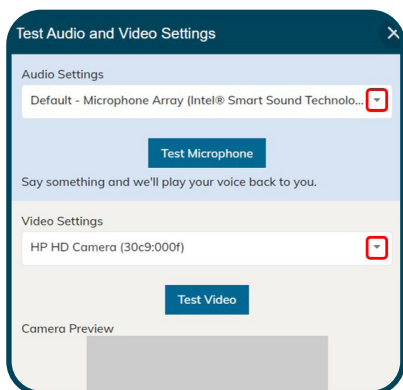 Test Audio and Video Settings
Audio Settings
Default - Microphone Array (Intel® Smart Sound Technolo...
Test Microphone
Say something and we'll play your voice back to you.
Video Settings
HP HD Camera (30c9:000f)
Test Video
Camera Preview